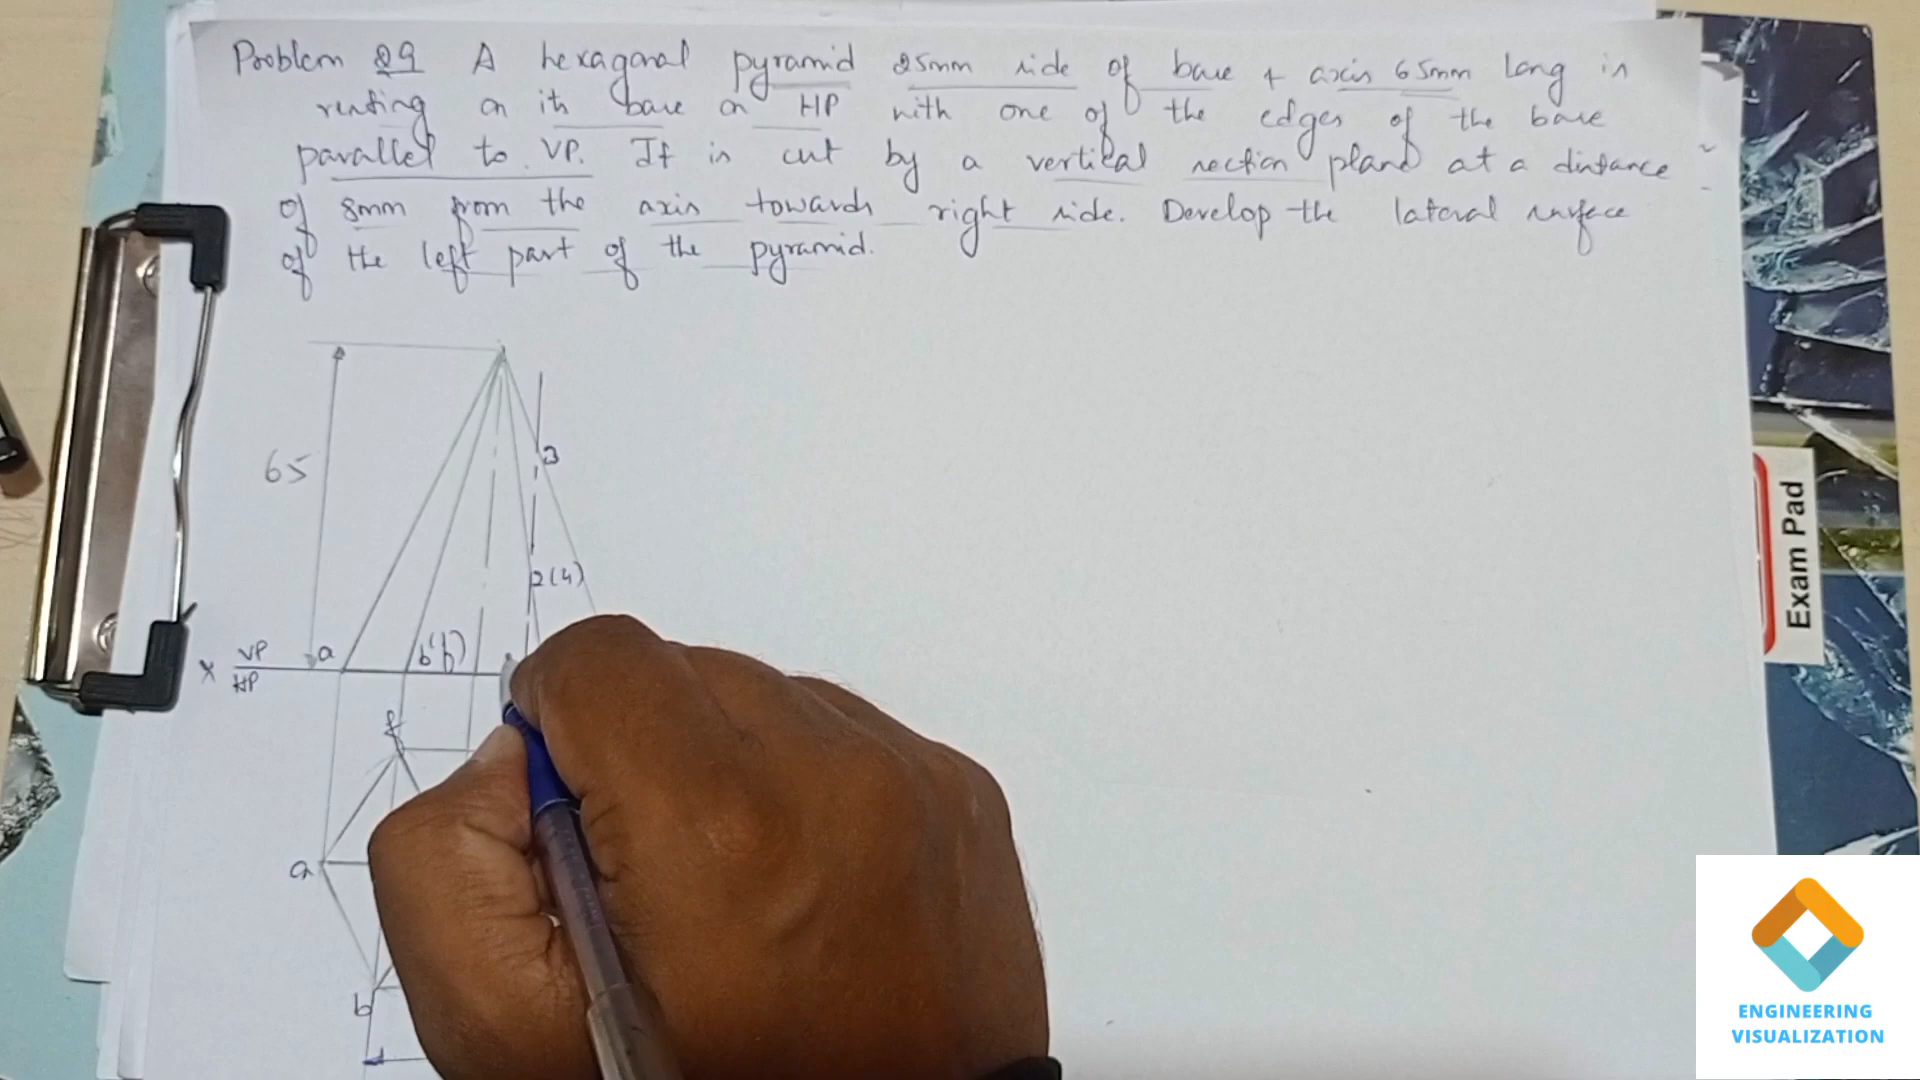 Problem 29 A hexagonal pyramid 25mm side of base & axis 65mm long is
resting on its base on HP with one of the edges of the base
parallel to VP. It is cut by a vertical section plane at a distance
of 8mm from the axis towards right side. Develop the lateral surface
of the left part of the pyramid.
65
3
2(4)
X VP a b'(f)
HP
f
a
b
Exam Pad
ENGINEERING
VISUALIZATION